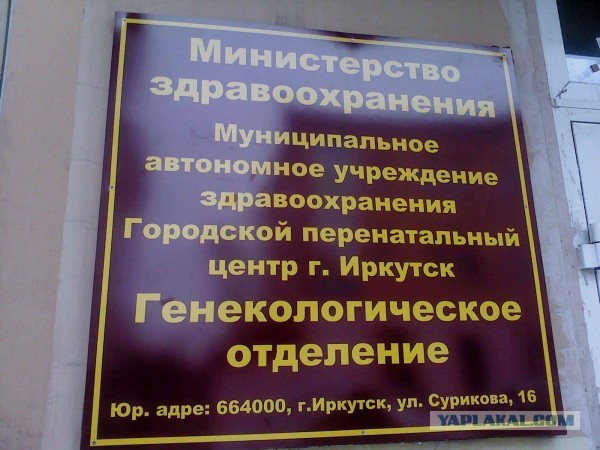 Министерство
здравоохранения
Муниципальное
автономное учреждение
здравоохранения
Городской перенатальный
центр г. Иркутск
Генекологическое
отделение
Юр. адре: 664000, г.Иркутск, ул. Сурикова, 16
YAPLAKAL.COM